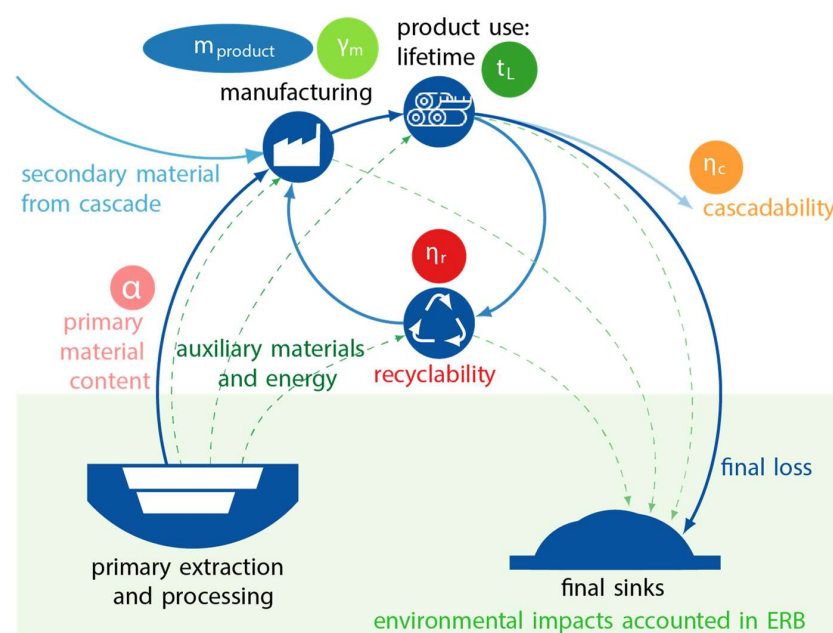 product use:
lifetime
m product
γm
tL
manufacturing
secondary material
from cascade
ηc
cascadability
ηr
α
primary
material
content
auxiliary materials
and energy
recyclability
final loss
primary extraction
and processing
final sinks
environmental impacts accounted in ERB